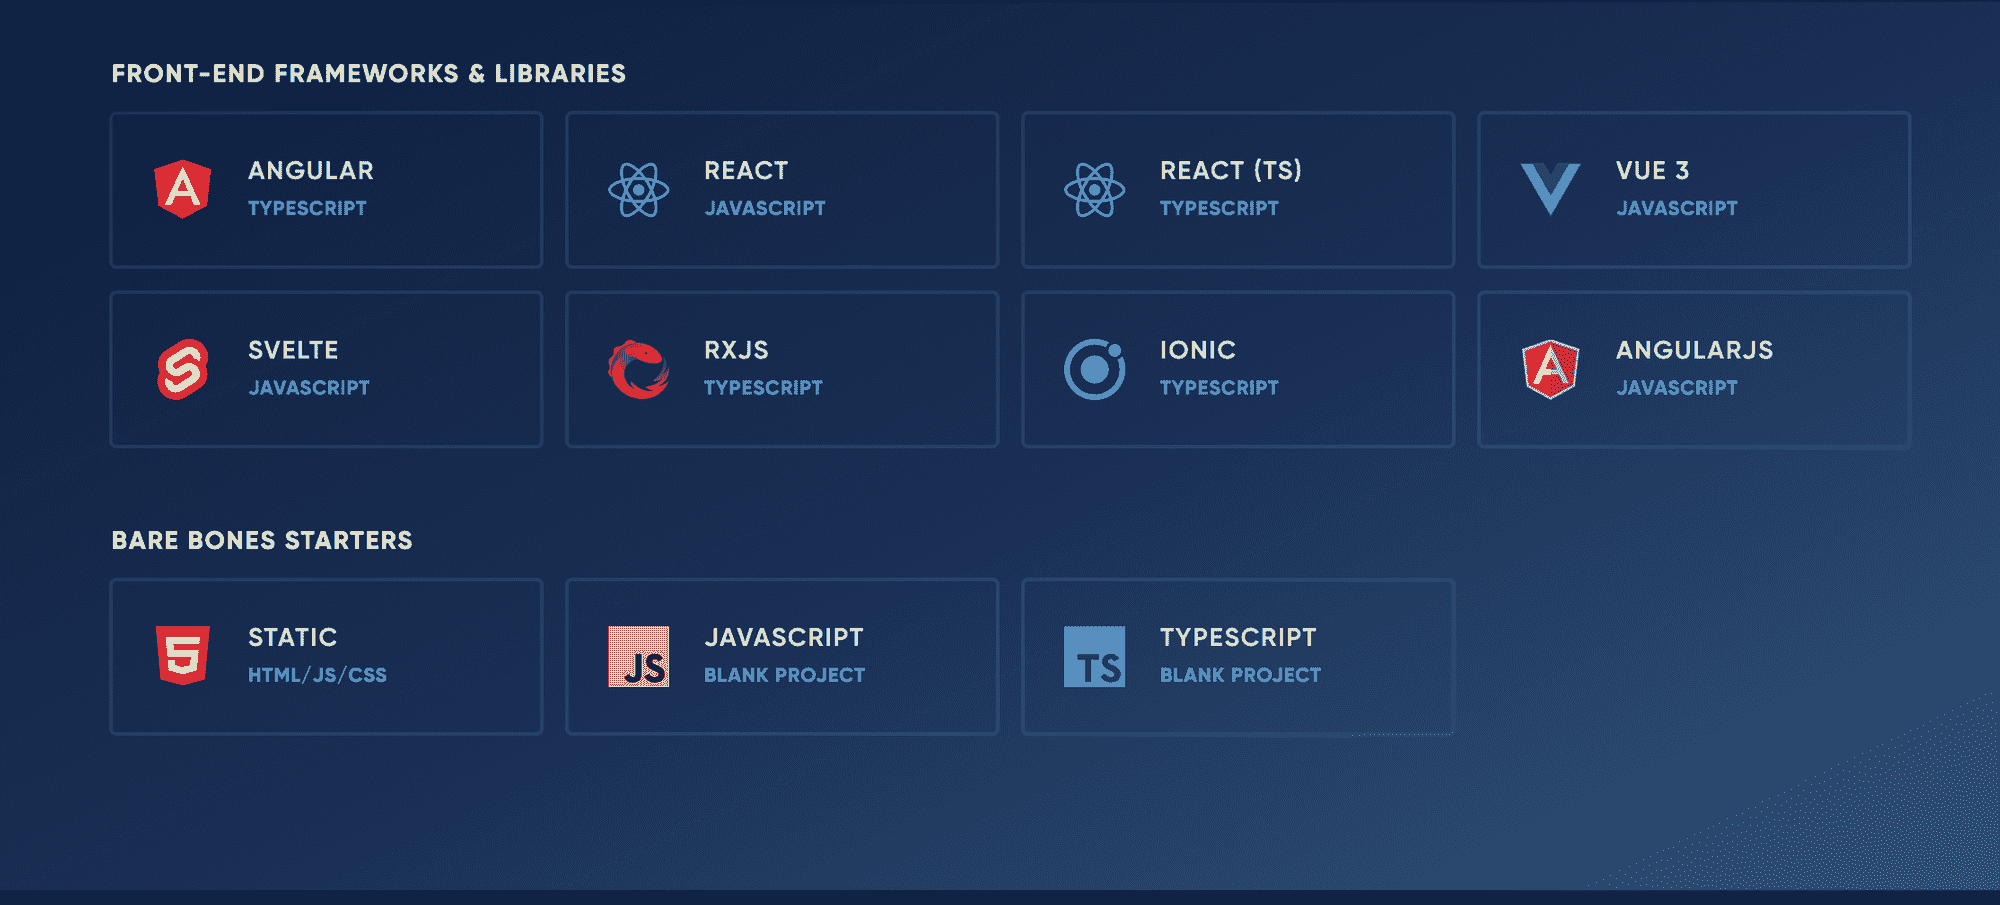 FRONT-END FRAMEWORKS & LIBRARIES
ANGULAR
TYPESCRIPT
REACT
JAVASCRIPT
REACT (TS)
TYPESCRIPT
VUE 3
JAVASCRIPT
SVELTE
JAVASCRIPT
RXJS
TYPESCRIPT
IONIC
TYPESCRIPT
ANGULARJS
JAVASCRIPT
BARE BONES STARTERS
STATIC
HTML/JS/CSS
JS
JAVASCRIPT
BLANK PROJECT
TS
TYPESCRIPT
BLANK PROJECT